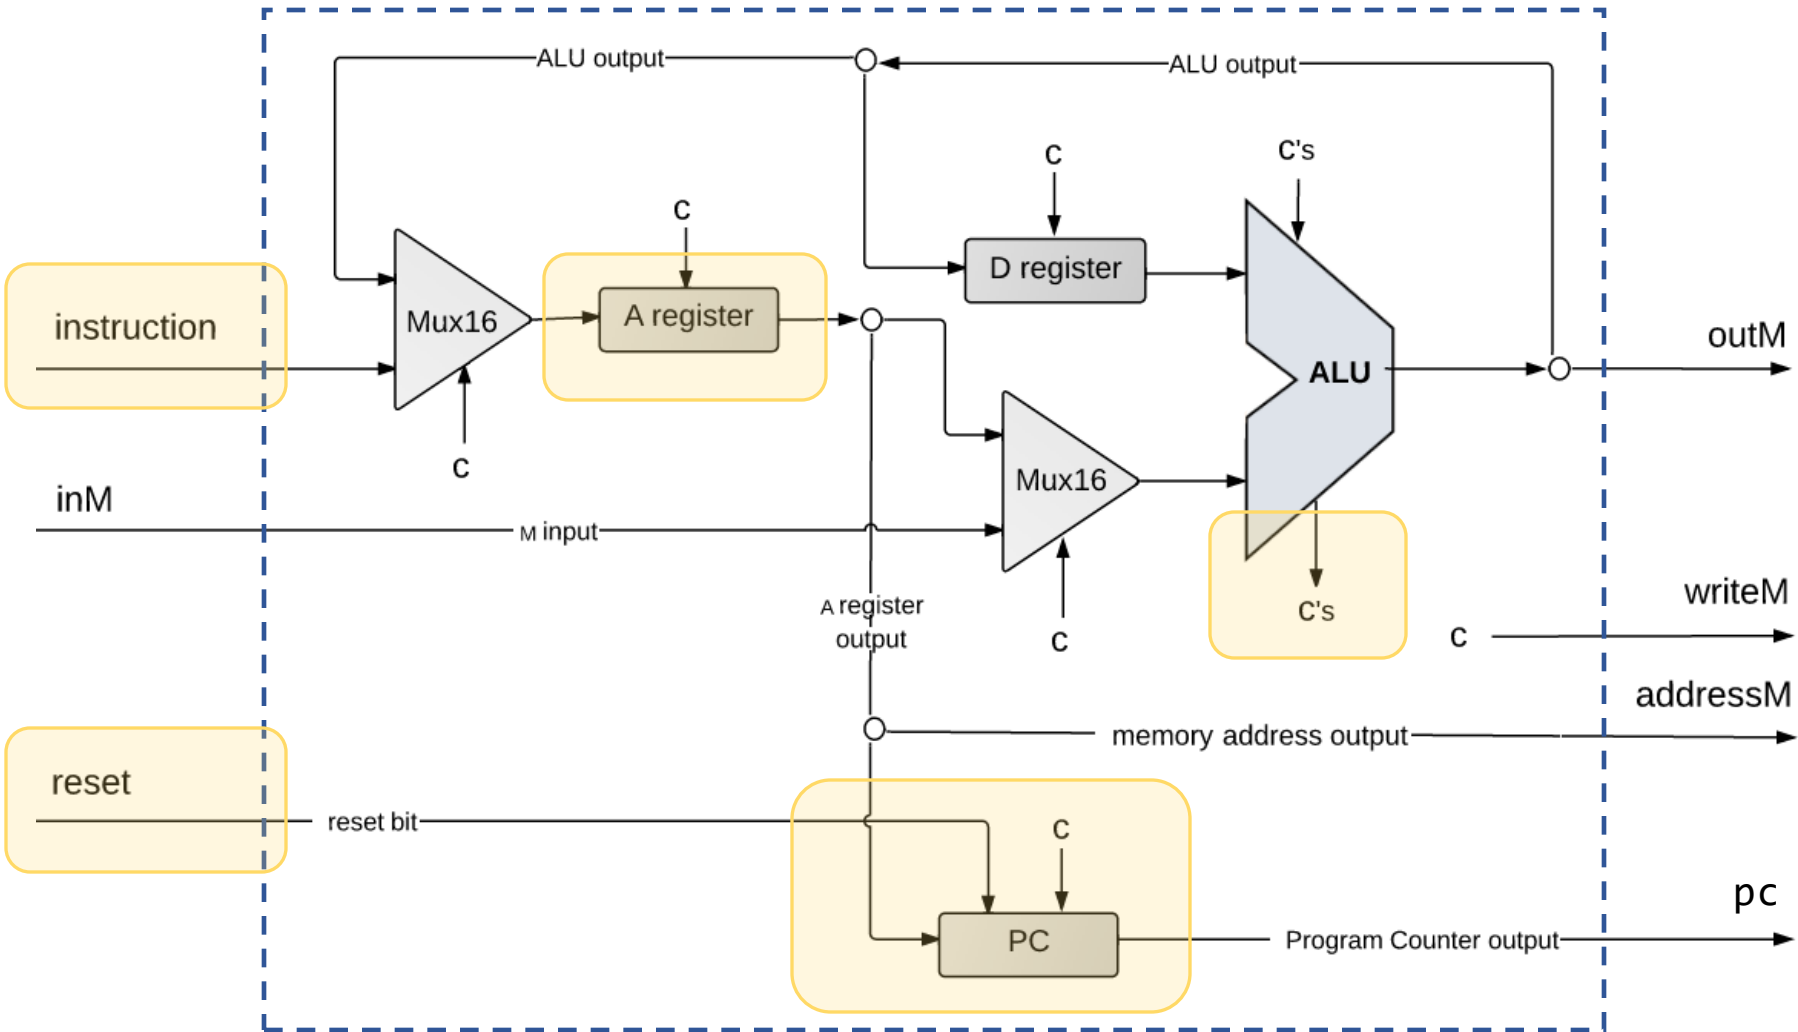 ALU output
ALU output
c
c's
c
instruction
Mux16
A register
D register
ALU
outM
c
inM
M input
Mux16
A register
output
c
c's
writeM
c
addressM
memory address output
reset
reset bit
c
PC
pc
Program Counter output